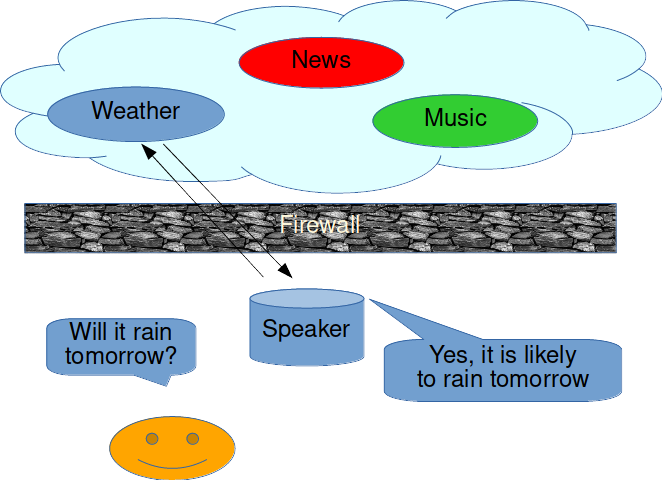 News
Weather
Music
Firewall
Speaker
Will it rain
tomorrow?
Yes, it is likely
to rain tomorrow